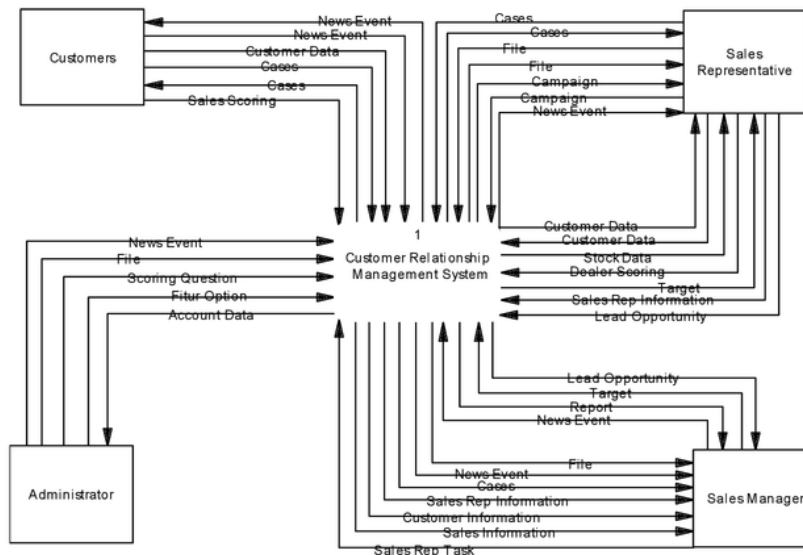 News Event
News Event
Customer Data
Cases
Cases
Sales Scoring
Customers
Cases
Cases
File
File
Campaign
Campaign
News Event
Sales
Representative
1
Customer Relationship
Management System
Customer Data
Customer Data
Stock Data
Dealer Scoring
Target
Sales Rep Information
Lead Opportunity
News Event
File
Scoring Question
Fitur Option
Account Data
Administrator
Lead Opportunity
Target
Report
News Event
File
News Event
Cases
Sales Rep Information
Customer Information
Sales Information
Sales Rep Task
Sales Manager